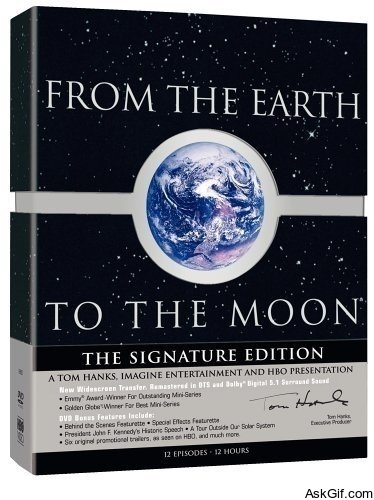 FROM THE EARTH
TO THE MOON
THE SIGNATURE EDITION
A TOM HANKS, IMAGINE ENTERTAINMENT AND HBO PRESENTATION
New Widescreen Transfer. Remastered in DTS and Dolby® Digital 5.1 Surround Sound
• Emmy® Award-Winner For Outstanding Mini-Series
• Golden Globe® Winner For Best Mini-Series
DVD Bonus Features Include:
• Behind the Scenes Featurette • Special Effects Featurette
• President John F. Kennedy's Historic Speech • A Tour Outside Our Solar System
• Six original promotional trailers, as seen on HBO, and much more.
Tom Hanks
Tom Hanks,
Executive Producer
12 EPISODES • 12 HOURS
AskGif.com